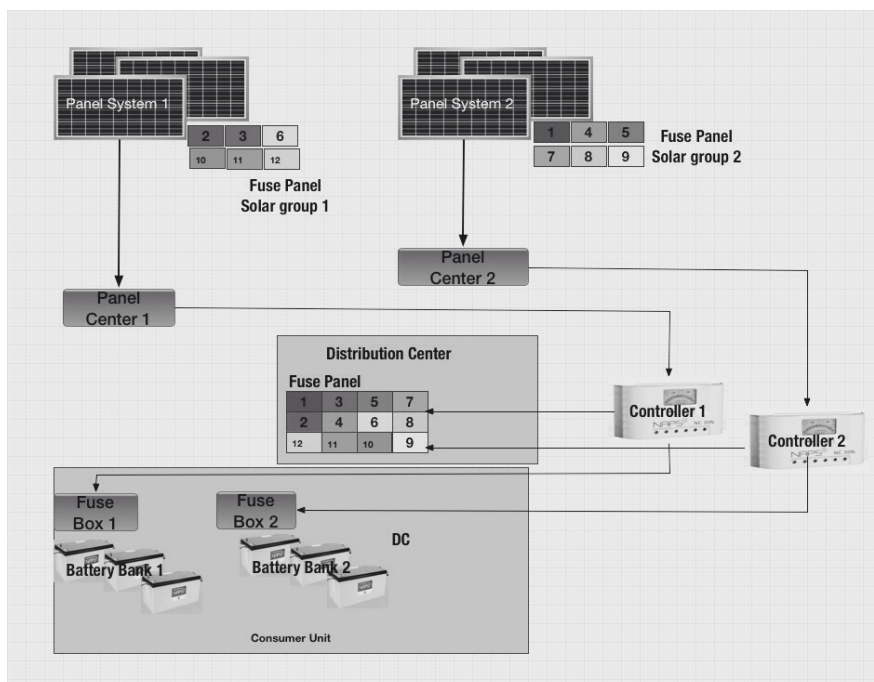 Panel System 1
2 3 6
10 11 12
Fuse Panel
Solar group 1
Panel System 2
1 4 5
7 8 9
Fuse Panel
Solar group 2
Panel
Center 2
Panel
Center 1
Distribution Center
Fuse Panel
1 3 5 7
2 4 6 8
12 11 10 9
Controller 1
NAPS
Controller 2
NAPS
Fuse
Box 1
Fuse
Box 2
DC
Battery Bank 1
Battery Bank 2
Consumer Unit